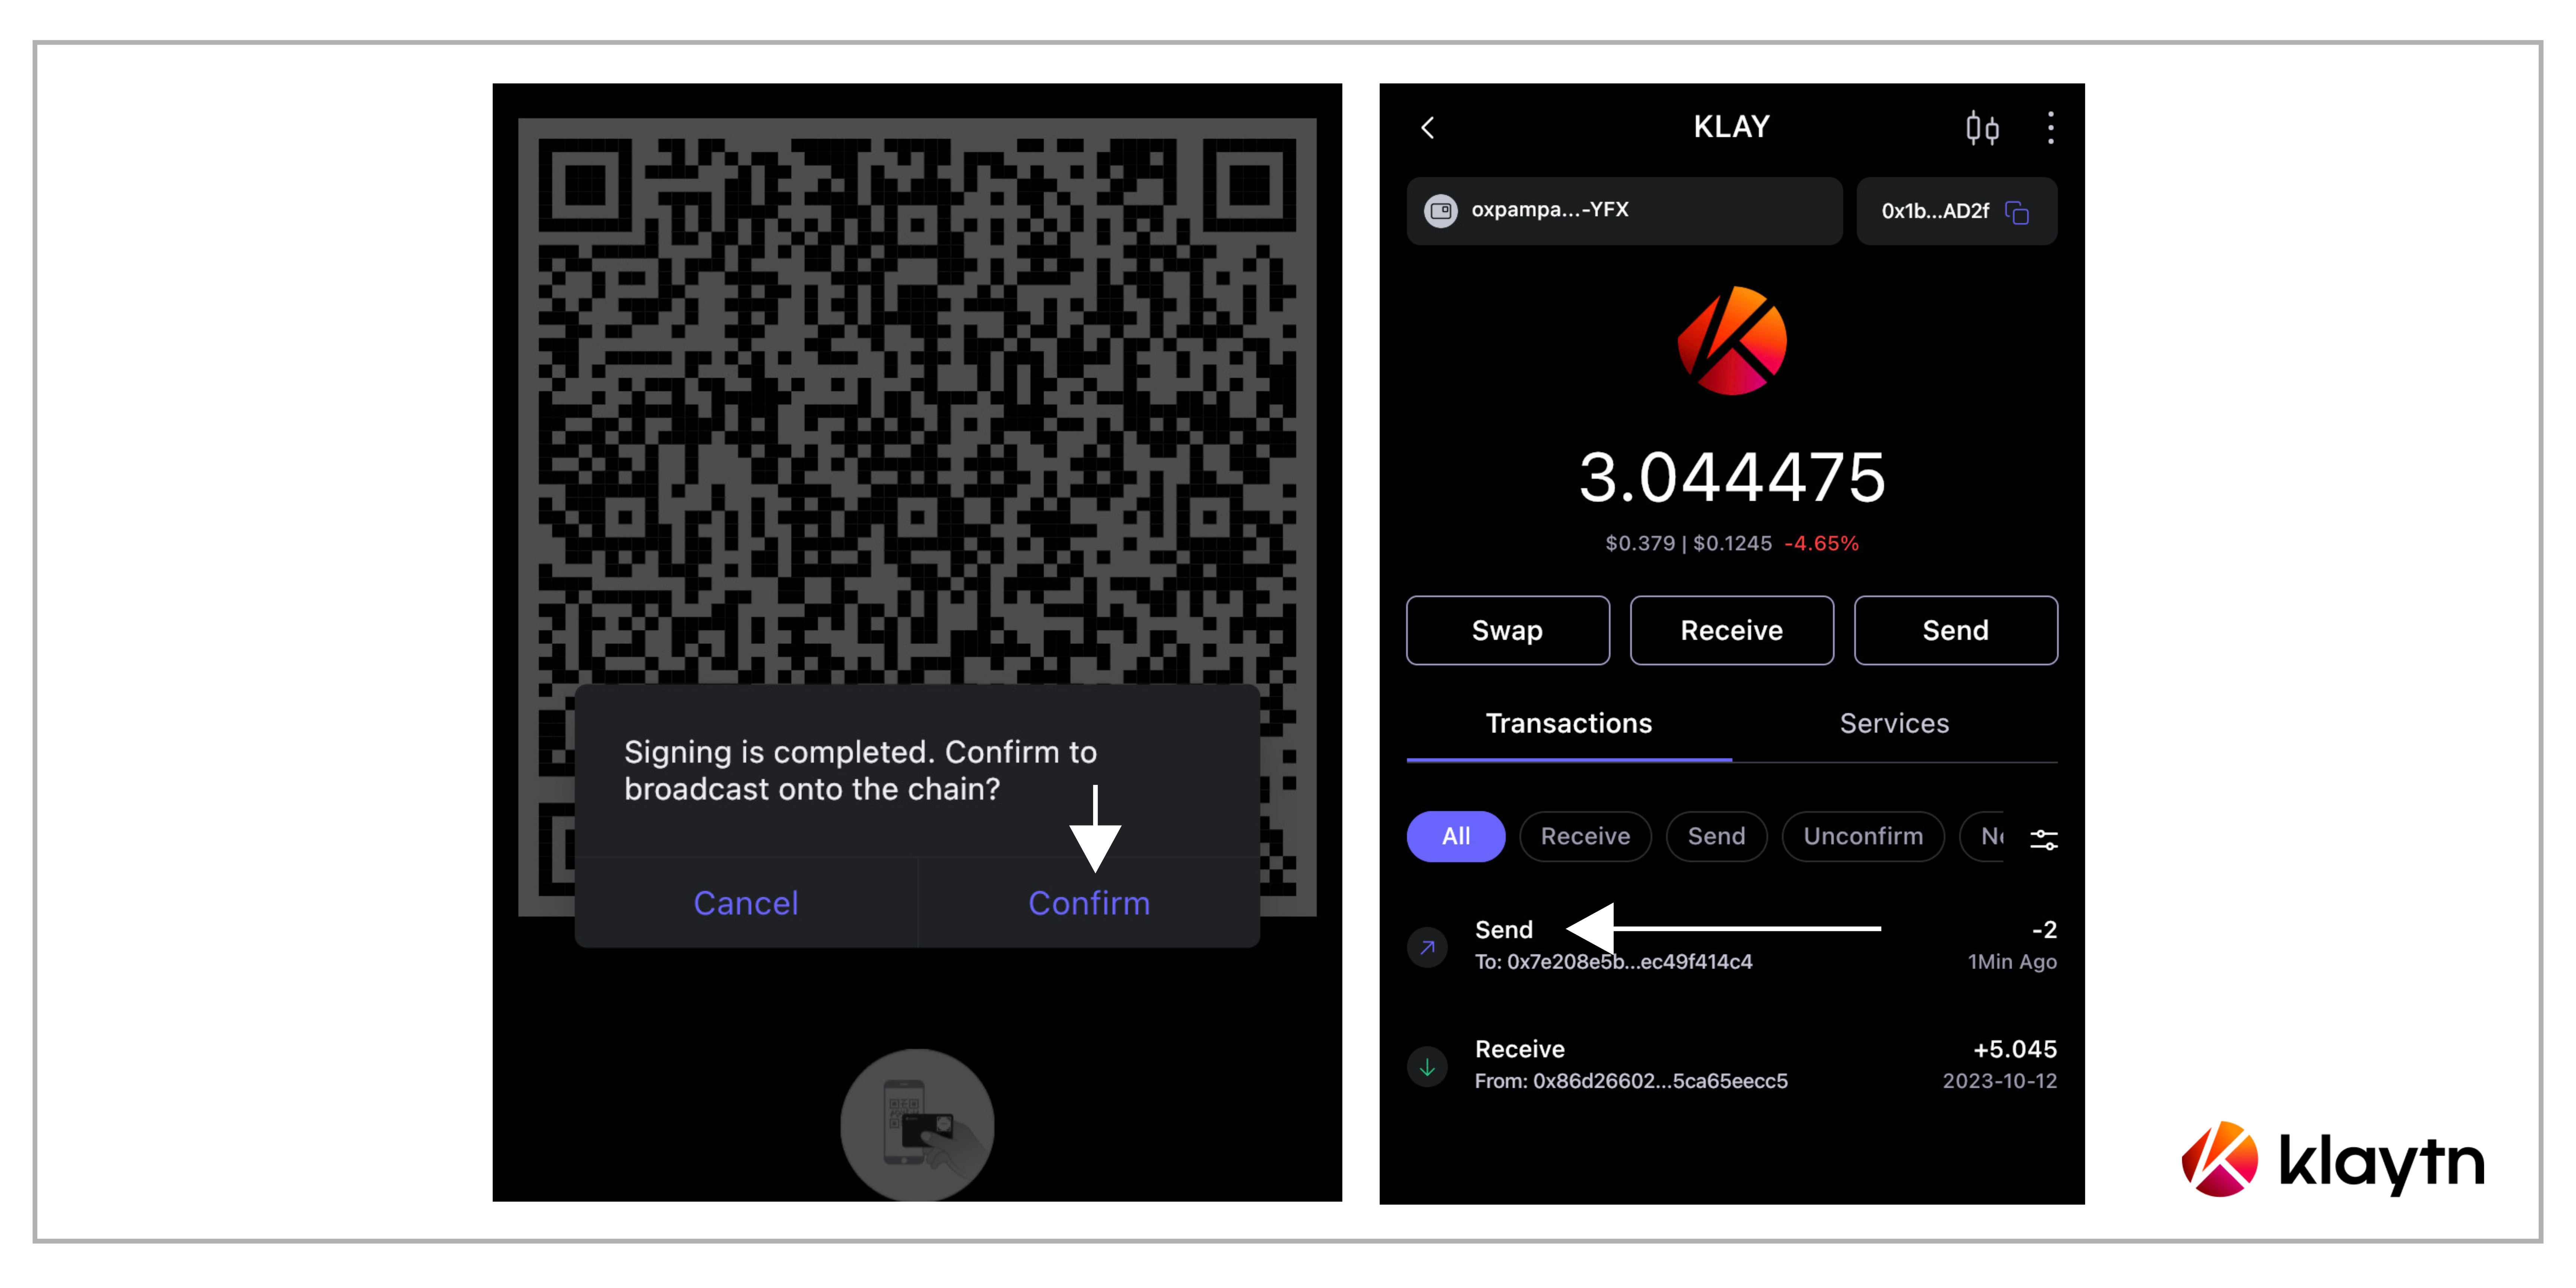 Signing is completed. Confirm to
broadcast onto the chain?
Cancel
Confirm
KLAY
oxpampa...-YFX
0x1b...AD2f
3.044475
$0.379 | $0.1245 -4.65%
Swap
Receive
Send
Transactions
Services
All
Receive
Send
Unconfirm
Send
-2
To: 0x7e208e5b...ec49f414c4
1Min Ago
Receive
+5.045
From: 0x86d26602...5ca65eecc5
2023-10-12
klaytn